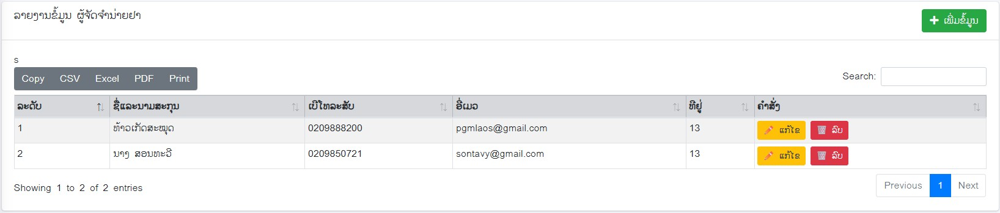 ລາຍງານຂໍ້ມູນ ຜູ້ຈັດຈຳນ່າຍຢາ
ເພີ່ມຂໍ້ມູນ
s
Copy CSV Excel PDF Print
Search:
ລະດັບ ຊື່ແລະນາມສະກຸນ ເບີໂທລະສັບ ອີ່ເມວ ທີຢູ່ ຄຳສັ່ງ
1 ທ້າວເກັດສະໝຸດ 0209888200 pgmlaos@gmail.com 13 ແກ້ໄຂ ລົບ
2 ນາງ ສອນທະວີ 0209850721 sontavy@gmail.com 13 ແກ້ໄຂ ລົບ
Showing 1 to 2 of 2 entries
Previous 1 Next